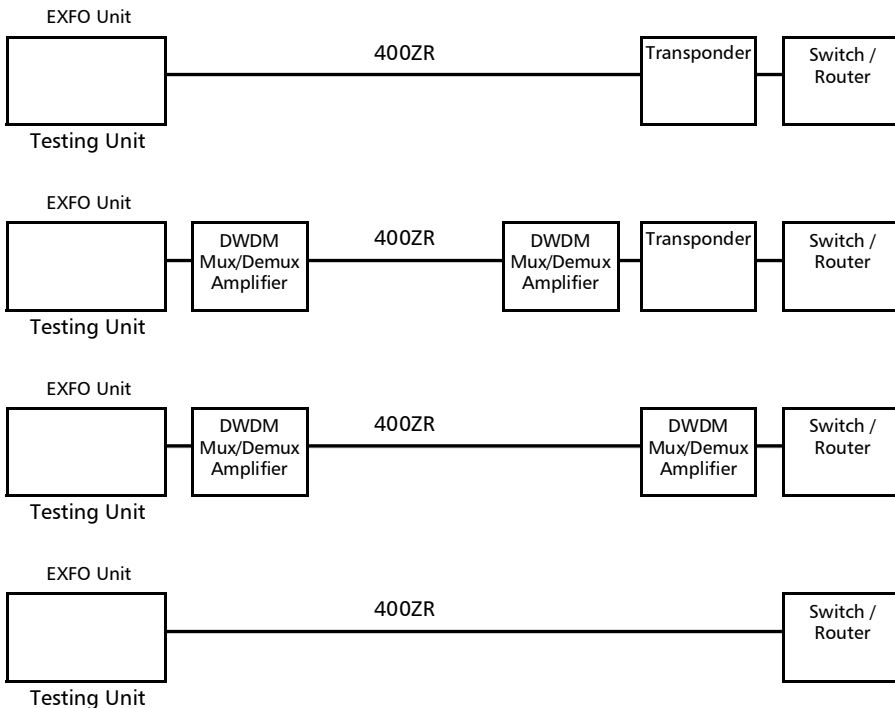 EXFO Unit
400ZR
Transponder
Switch /
Router
Testing Unit
EXFO Unit
DWDM
Mux/Demux
Amplifier
400ZR
DWDM
Mux/Demux
Amplifier
Transponder
Switch /
Router
Testing Unit
EXFO Unit
DWDM
Mux/Demux
Amplifier
400ZR
DWDM
Mux/Demux
Amplifier
Switch /
Router
Testing Unit
EXFO Unit
400ZR
Switch /
Router
Testing Unit